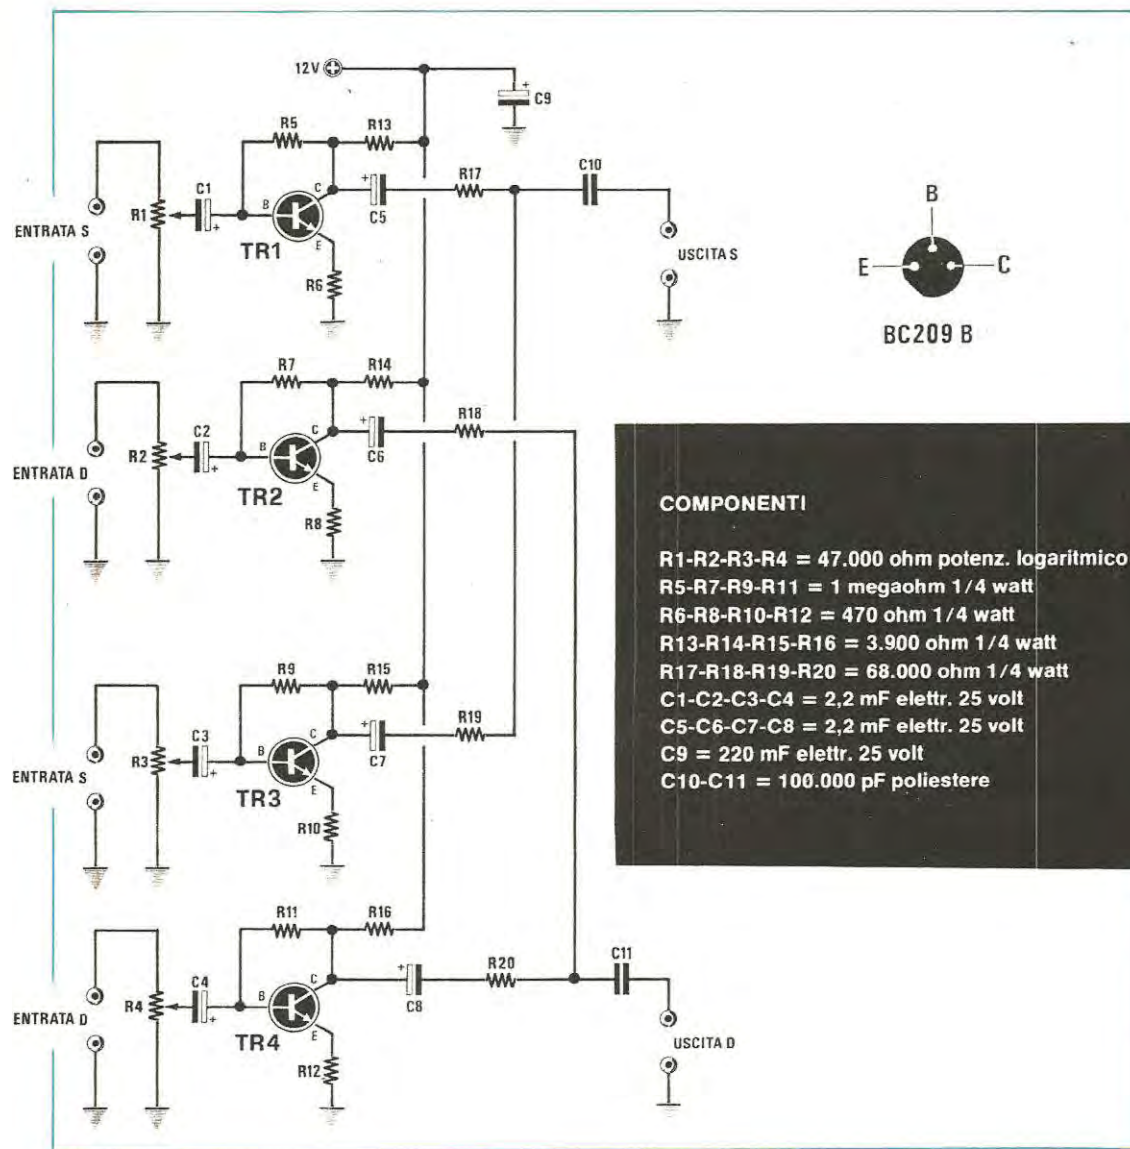 12V
+
C9
R5
R13
C1
R1
B
C
E
TR1
C5
+
R17
C10
ENTRATA S
R6
USCITA S
B
E
C
BC209 B
R7
R14
C2
R2
B
C
E
TR2
C6
+
R18
ENTRATA D
R8
COMPONENTI
R1-R2-R3-R4 = 47.000 ohm potenz. logaritmico
R5-R7-R9-R11 = 1 megaohm 1/4 watt
R6-R8-R10-R12 = 470 ohm 1/4 watt
R13-R14-R15-R16 = 3.900 ohm 1/4 watt
R17-R18-R19-R20 = 68.000 ohm 1/4 watt
C1-C2-C3-C4 = 2,2 mF elettr. 25 volt
C5-C6-C7-C8 = 2,2 mF elettr. 25 volt
C9 = 220 mF elettr. 25 volt
C10-C11 = 100.000 pF poliestere
R9
R15
C3
R3
B
C
E
TR3
C7
+
R19
ENTRATA S
R10
R11
R16
C4
R4
B
C
E
TR4
C8
+
R20
C11
ENTRATA D
R12
USCITA D